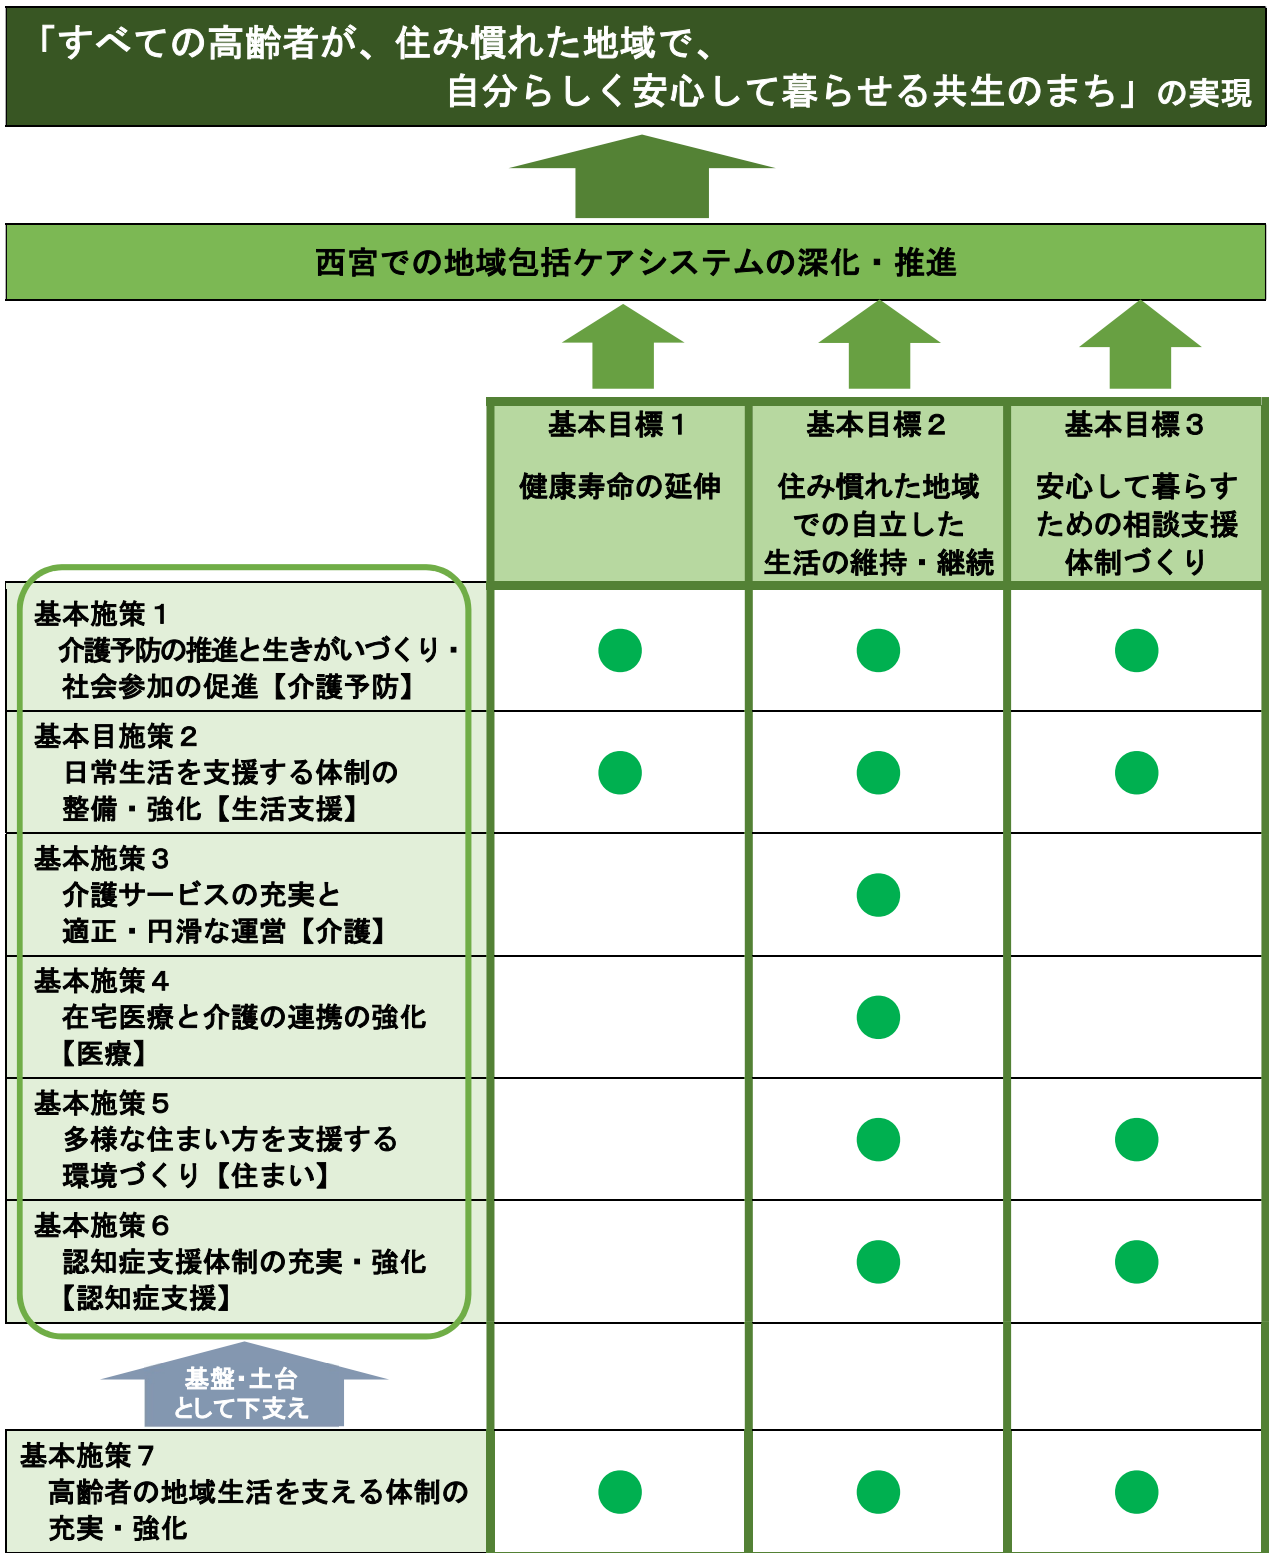 「すべての高齢者が、住み慣れた地域で、
自分らしく安心して暮らせる共生のまち」の実現
西宮での地域包括ケアシステムの深化・推進
基本目標１
健康寿命の延伸
基本目標２
住み慣れた地域
での自立した
生活の維持・継続
基本目標３
安心して暮らす
ための相談支援
体制づくり
基本施策１
介護予防の推進と生きがいづくり・
社会参加の促進【介護予防】
基本目施策２
日常生活を支援する体制の
整備・強化【生活支援】
基本施策３
介護サービスの充実と
適正・円滑な運営【介護】
基本施策４
在宅医療と介護の連携の強化
【医療】
基本施策５
多様な住まい方を支援する
環境づくり【住まい】
基本施策６
認知症支援体制の充実・強化
【認知症支援】
基盤・土台
として下支え
基本施策７
高齢者の地域生活を支える体制の
充実・強化